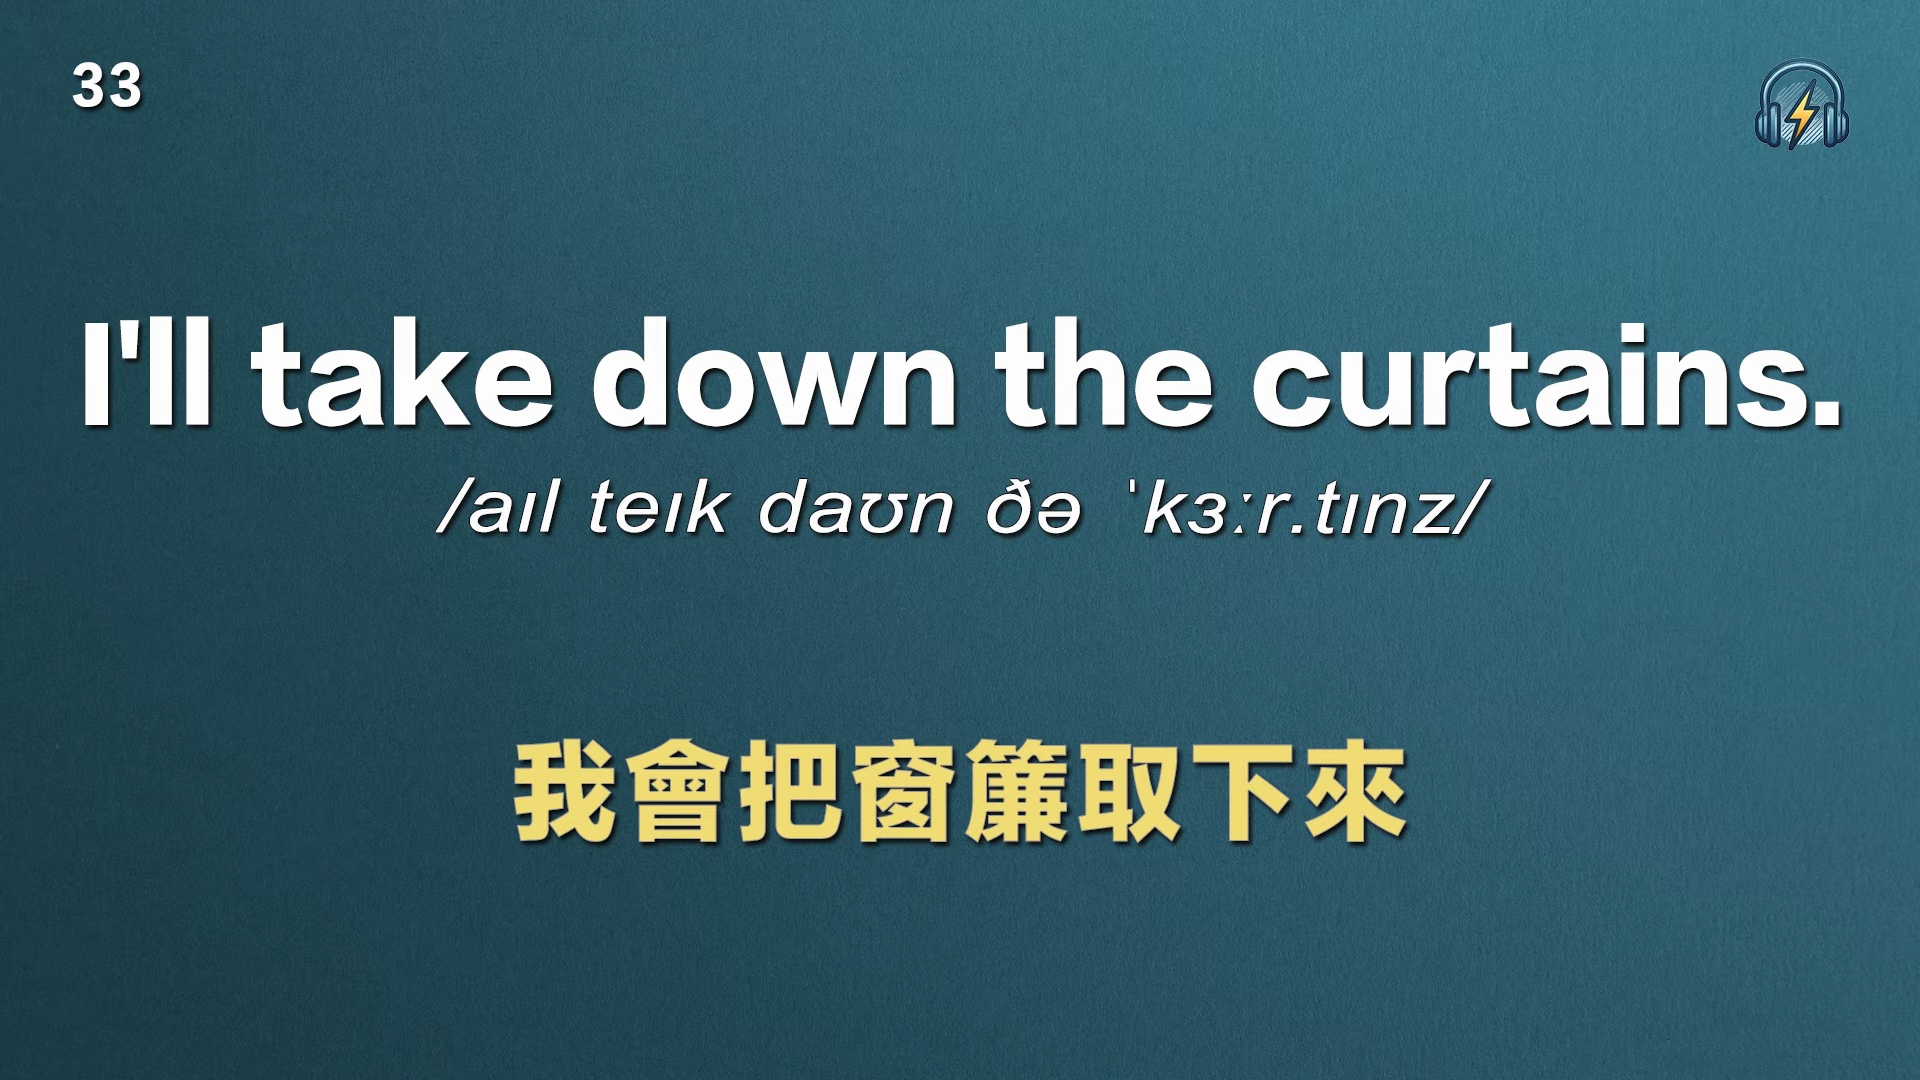 33
I'll take down the curtains.
/aɪl teɪk daʊn ðə ˈkɜːr.tɪnz/
我會把窗簾取下來